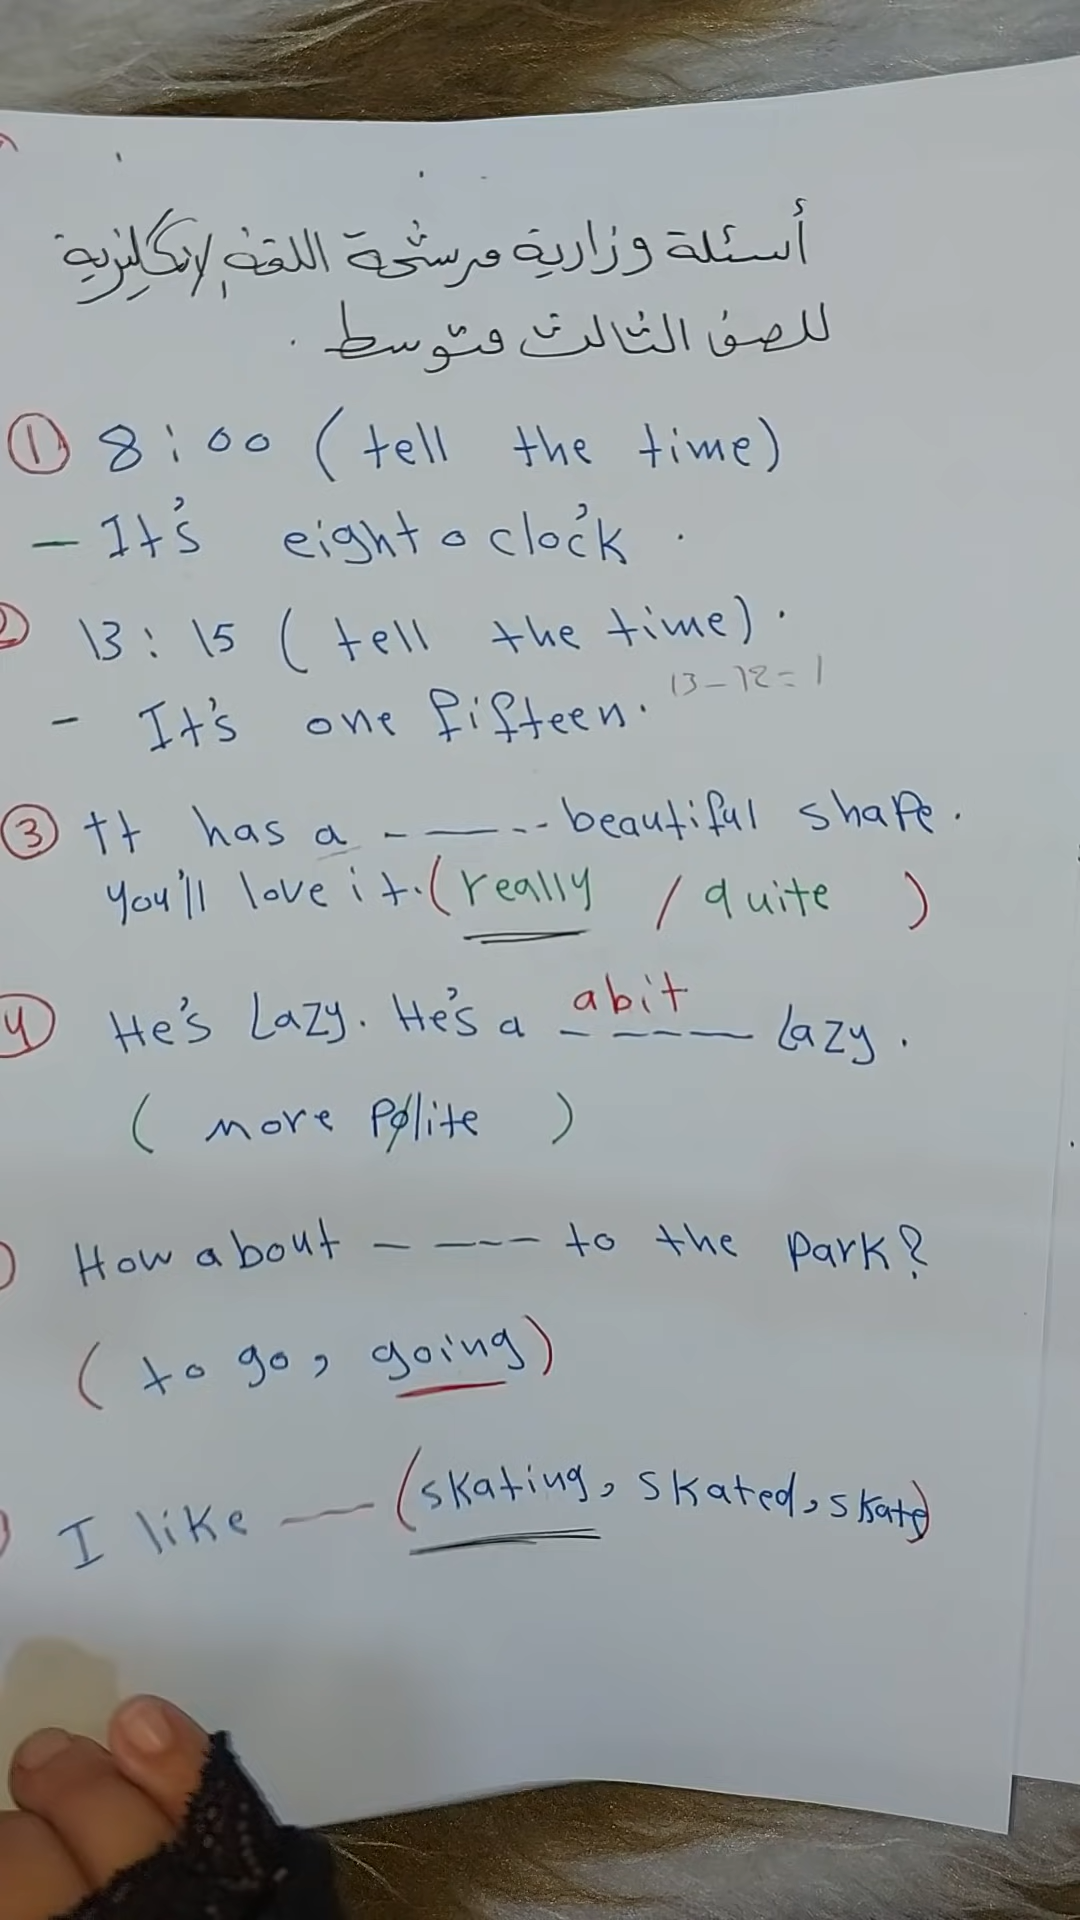 أسئلة وزارية مرشحة اللغة الإنكليزية
للصف الثالث متوسط .
① 8:00 (tell the time)
- It's eight o'clock .
② 13:15 (tell the time).
- It's one fifteen. 13-12=1
③ It has a ------ beautiful shape.
you'll love it. (really / quite )
④ He's Lazy. He's a abit ---- Lazy .
( more Polite )
How about ---- to the park?
( to go, going)
I like — (skating, skated, skate)